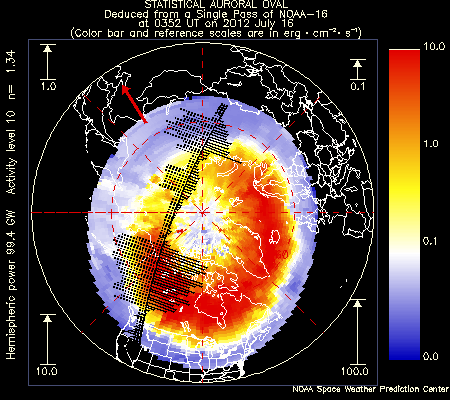 STATISTICAL AURORAL OVAL
Deduced from a Single Pass of NOAA-16
at 0352 UT on 2012 July 16
(Color bar and reference scales are in erg · cm⁻² · s⁻¹)
Hemispheric power 99.4 GW Activity level 10 n= 1.34
1.0
0.1
10.0
100.0
10.0
1.0
0.1
0.0
NOAA Space Weather Prediction Center